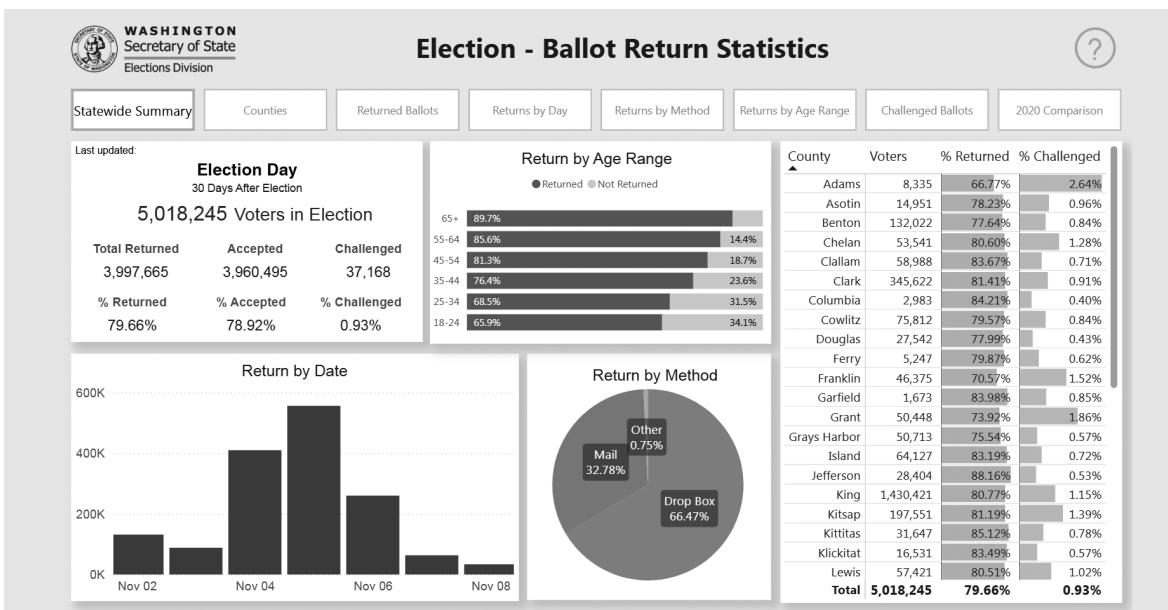 WASHINGTON
Secretary of State
Elections Division
Election - Ballot Return Statistics
?
Statewide Summary
Counties
Returned Ballots
Returns by Day
Returns by Method
Returns by Age Range
Challenged Ballots
2020 Comparison
Last updated:
Election Day
30 Days After Election
5,018,245 Voters in Election
Total Returned Accepted Challenged
3,997,665 3,960,495 37,168
% Returned % Accepted % Challenged
79.66% 78.92% 0.93%
Return by Age Range
Returned Not Returned
65+ 89.7%
55-64 85.6% 14.4%
45-54 81.3% 18.7%
35-44 76.4% 23.6%
25-34 68.5% 31.5%
18-24 65.9% 34.1%
Return by Date
600K
400K
200K
0K
Nov 02 Nov 04 Nov 06 Nov 08
Return by Method
Other
0.75%
Mail
32.78%
Drop Box
66.47%
County Voters % Returned % Challenged
Adams 8,335 66.77% 2.64%
Asotin 14,951 78.23% 0.96%
Benton 132,022 77.64% 0.84%
Chelan 53,541 80.60% 1.28%
Clallam 58,988 83.67% 0.71%
Clark 345,622 81.41% 0.91%
Columbia 2,983 84.21% 0.40%
Cowlitz 75,812 79.57% 0.84%
Douglas 27,542 77.99% 0.43%
Ferry 5,247 79.87% 0.62%
Franklin 46,375 70.57% 1.52%
Garfield 1,673 83.98% 0.85%
Grant 50,448 73.92% 1.86%
Grays Harbor 50,713 75.54% 0.57%
Island 64,127 83.19% 0.72%
Jefferson 28,404 88.16% 0.53%
King 1,430,421 80.77% 1.15%
Kitsap 197,551 81.19% 1.39%
Kittitas 31,647 85.12% 0.78%
Klickitat 16,531 83.49% 0.57%
Lewis 57,421 80.51% 1.02%
Total 5,018,245 79.66% 0.93%